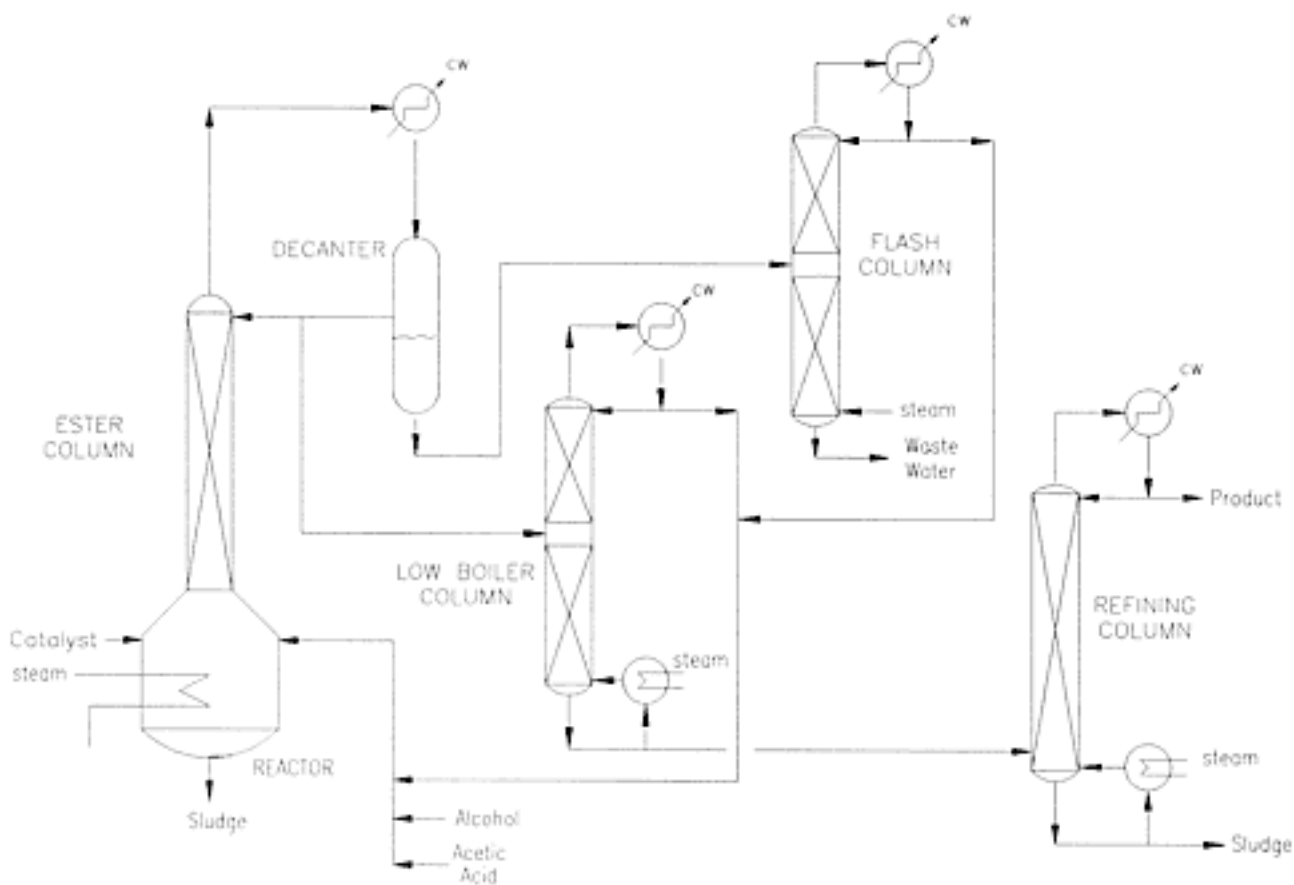 CW
CW
DECANTER
FLASH
COLUMN
CW
CW
ESTER
COLUMN
steam
Waste
Water
Product
LOW BOILER
COLUMN
REFINING
COLUMN
Catalyst
steam
steam
steam
REACTOR
Sludge
Alcohol
Sludge
Acetic
Acid